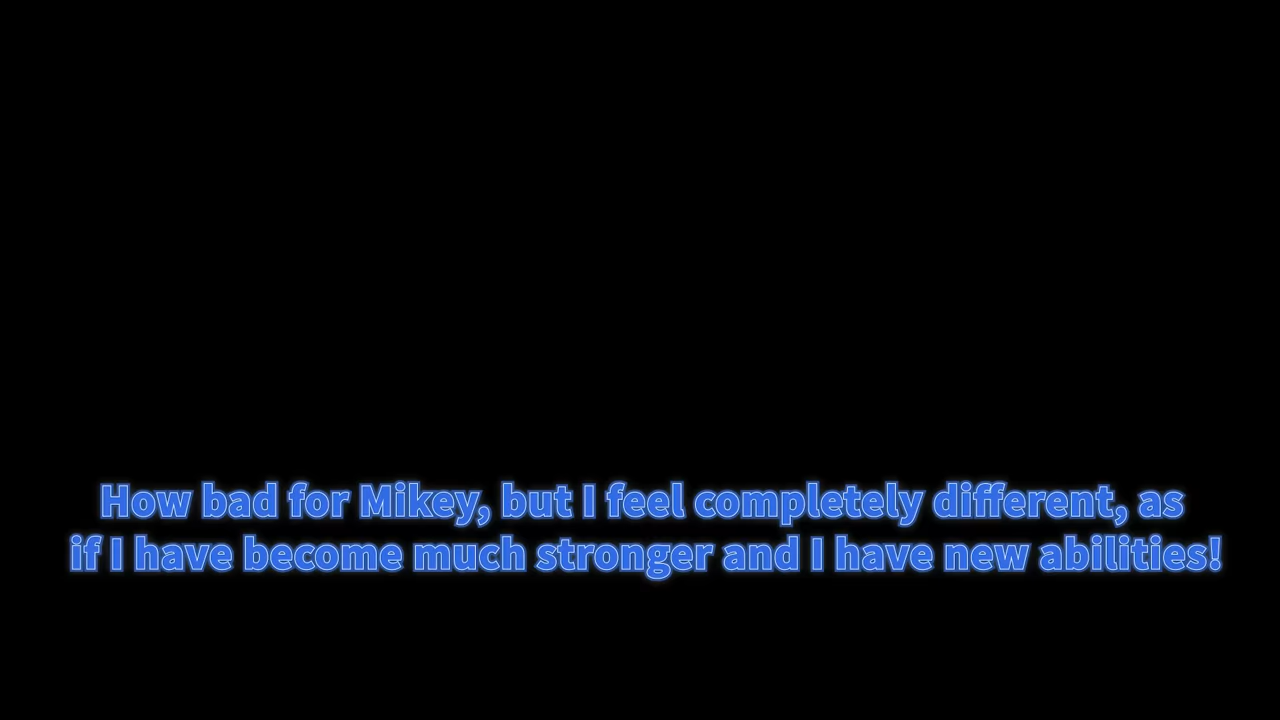 How bad for Mikey, but I feel completely different, as
if I have become much stronger and I have new abilities!